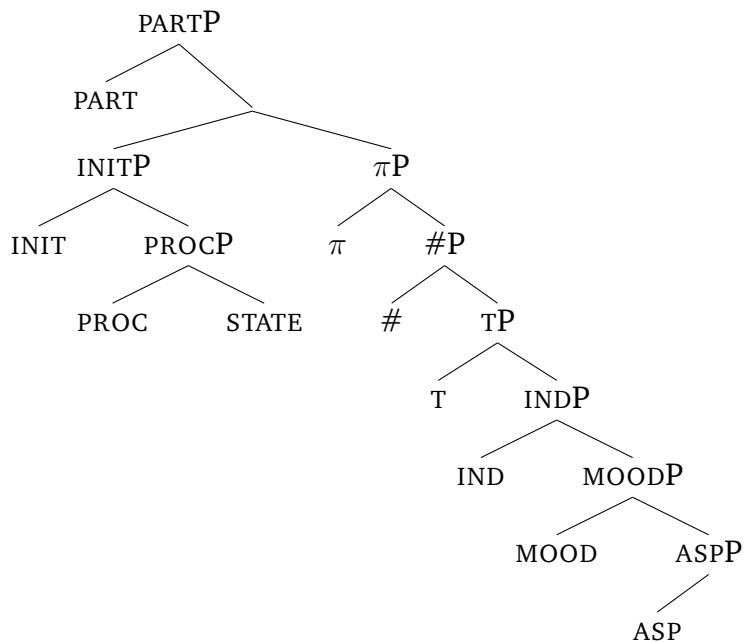 PARTP
PART
INITP πP
INIT PROCP π #P
PROC STATE # TP
T INDP
IND MOODP
MOOD ASPP
ASP